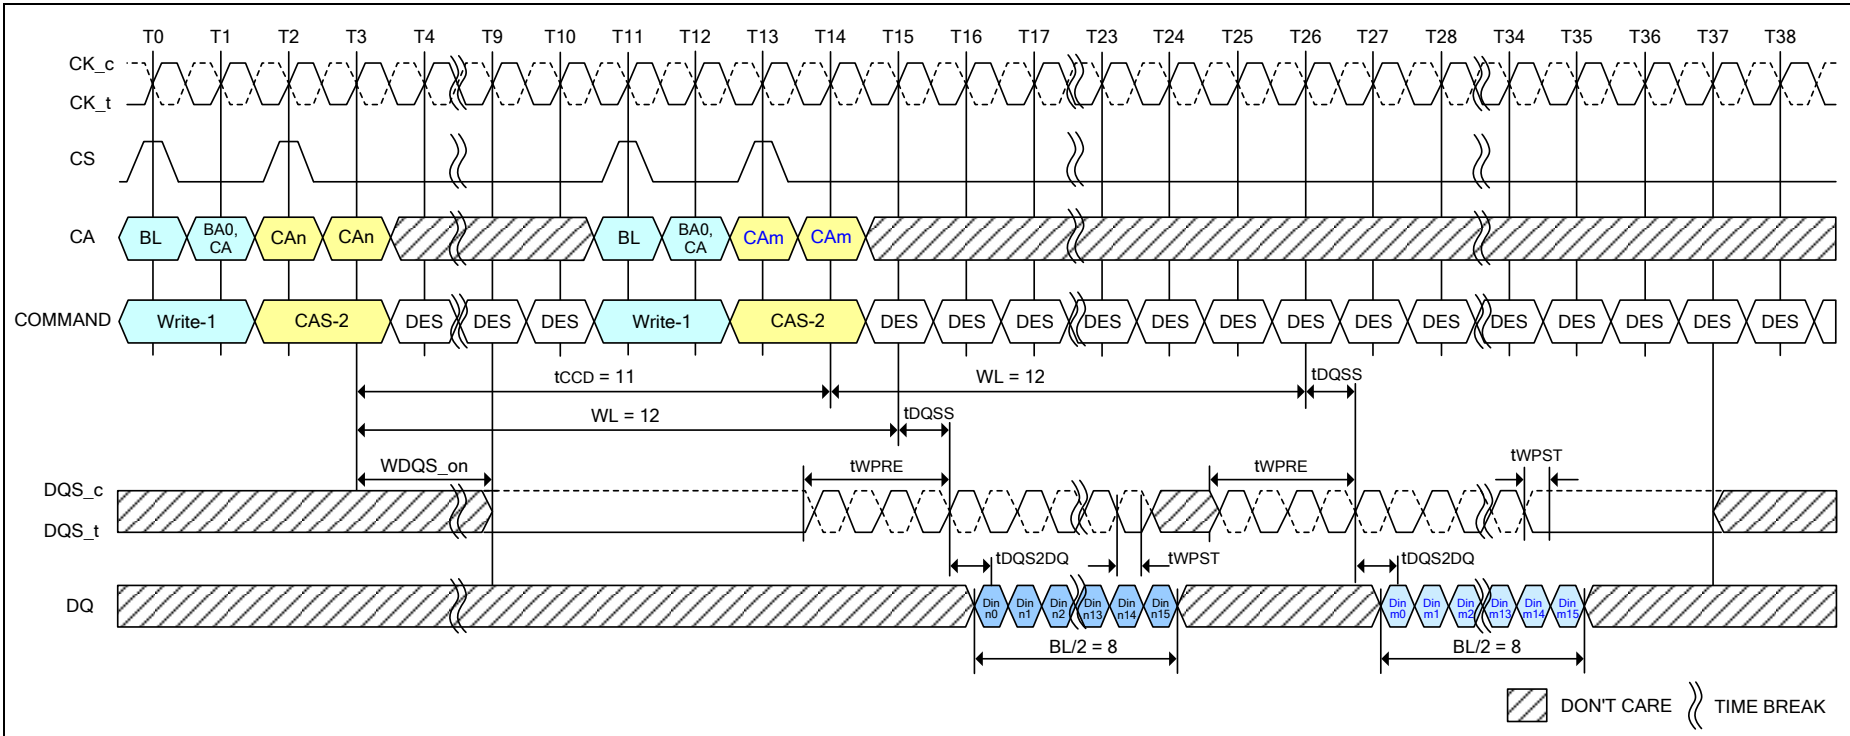 T0 T1 T2 T3 T4 T9 T10 T11 T12 T13 T14 T15 T16 T17 T23 T24 T25 T26 T27 T28 T34 T35 T36 T37 T38
CK_c
CK_t
CS
CA BL BA0, CA CAn CAn BL BA0, CA CAm CAm
COMMAND Write-1 CAS-2 DES DES DES Write-1 CAS-2 DES DES DES DES DES DES DES DES DES DES DES DES DES DES
tCCD = 11 WL = 12 tDQSS
WL = 12 tDQSS
WDQS_on tWPRE tWPRE tWPST
DQS_c
DQS_t
tDQS2DQ tWPST tDQS2DQ
DQ Din n0 Din n1 Din n2 Din n13 Din n14 Din n15 Din m0 Din m1 Din m2 Din m13 Din m14 Din m15
BL/2 = 8 BL/2 = 8
DON'T CARE TIME BREAK